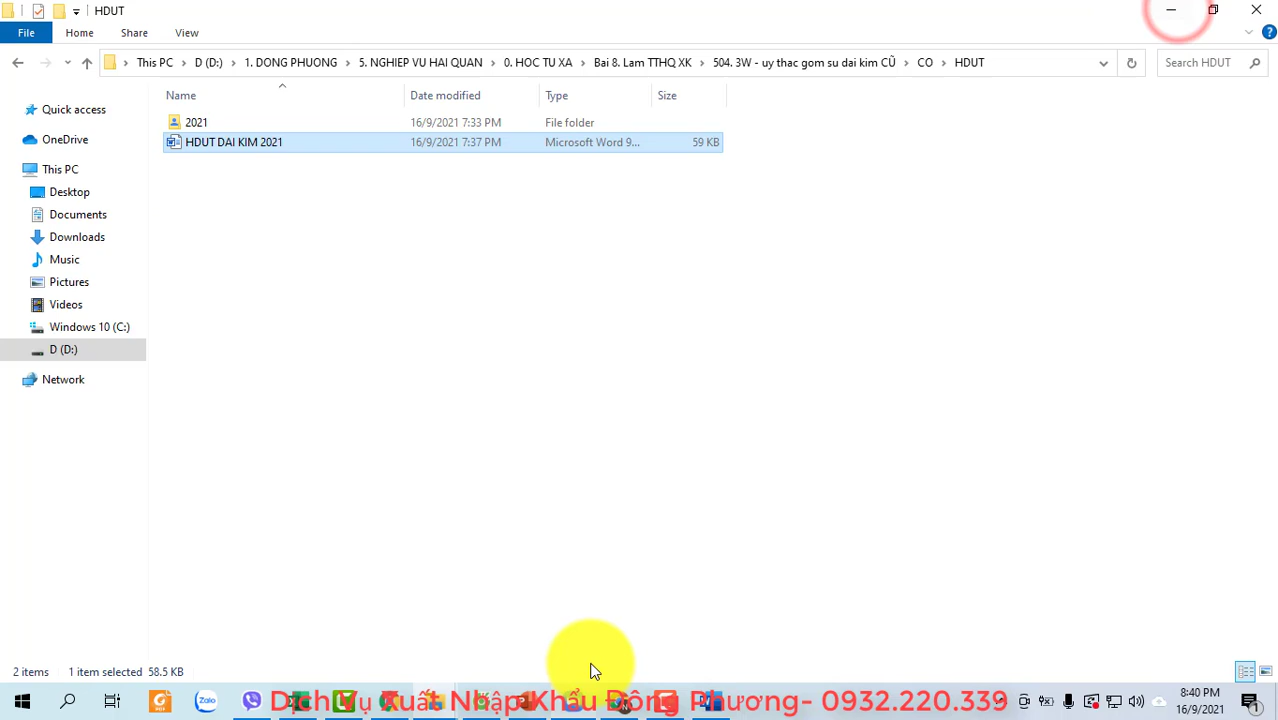 HDUT
File
Home
Share
View
This PC
D (D:)
1. DONG PHUONG
5. NGHIEP VU HAI QUAN
0. HOC TU XA
Bai 8. Lam TTHQ XK
504. 3W - uy thac gom su dai kim CŨ
CO
HDUT
Search HDUT
Name
Date modified
Type
Size
2021
16/9/2021 7:33 PM
File folder
HDUT DAI KIM 2021
16/9/2021 7:37 PM
Microsoft Word 9...
59 KB
Quick access
OneDrive
This PC
Desktop
Documents
Downloads
Music
Pictures
Videos
Windows 10 (C:)
D (D:)
Network
2 items
1 item selected 58.5 KB
Zalo
Dịch Vụ Xuất Nhập Khẩu Đông Phương- 0932.220.339
8:40 PM
16/9/2021